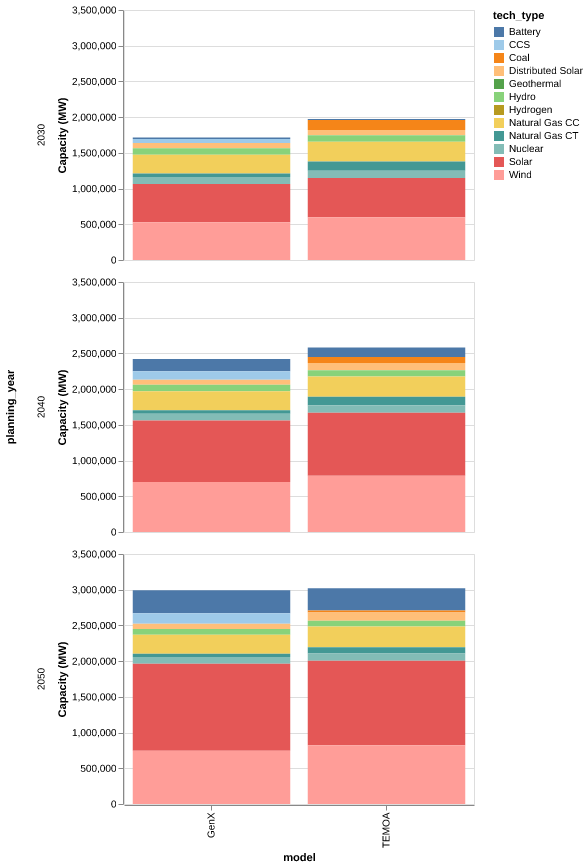 tech_type
Battery
CCS
Coal
Distributed Solar
Geothermal
Hydro
Hydrogen
Natural Gas CC
Natural Gas CT
Nuclear
Solar
Wind
planning_year
2030
Capacity (MW)
3,500,000
3,000,000
2,500,000
2,000,000
1,500,000
1,000,000
500,000
0
2040
Capacity (MW)
3,500,000
3,000,000
2,500,000
2,000,000
1,500,000
1,000,000
500,000
0
2050
Capacity (MW)
3,500,000
3,000,000
2,500,000
2,000,000
1,500,000
1,000,000
500,000
0
GenX
TEMOA
model